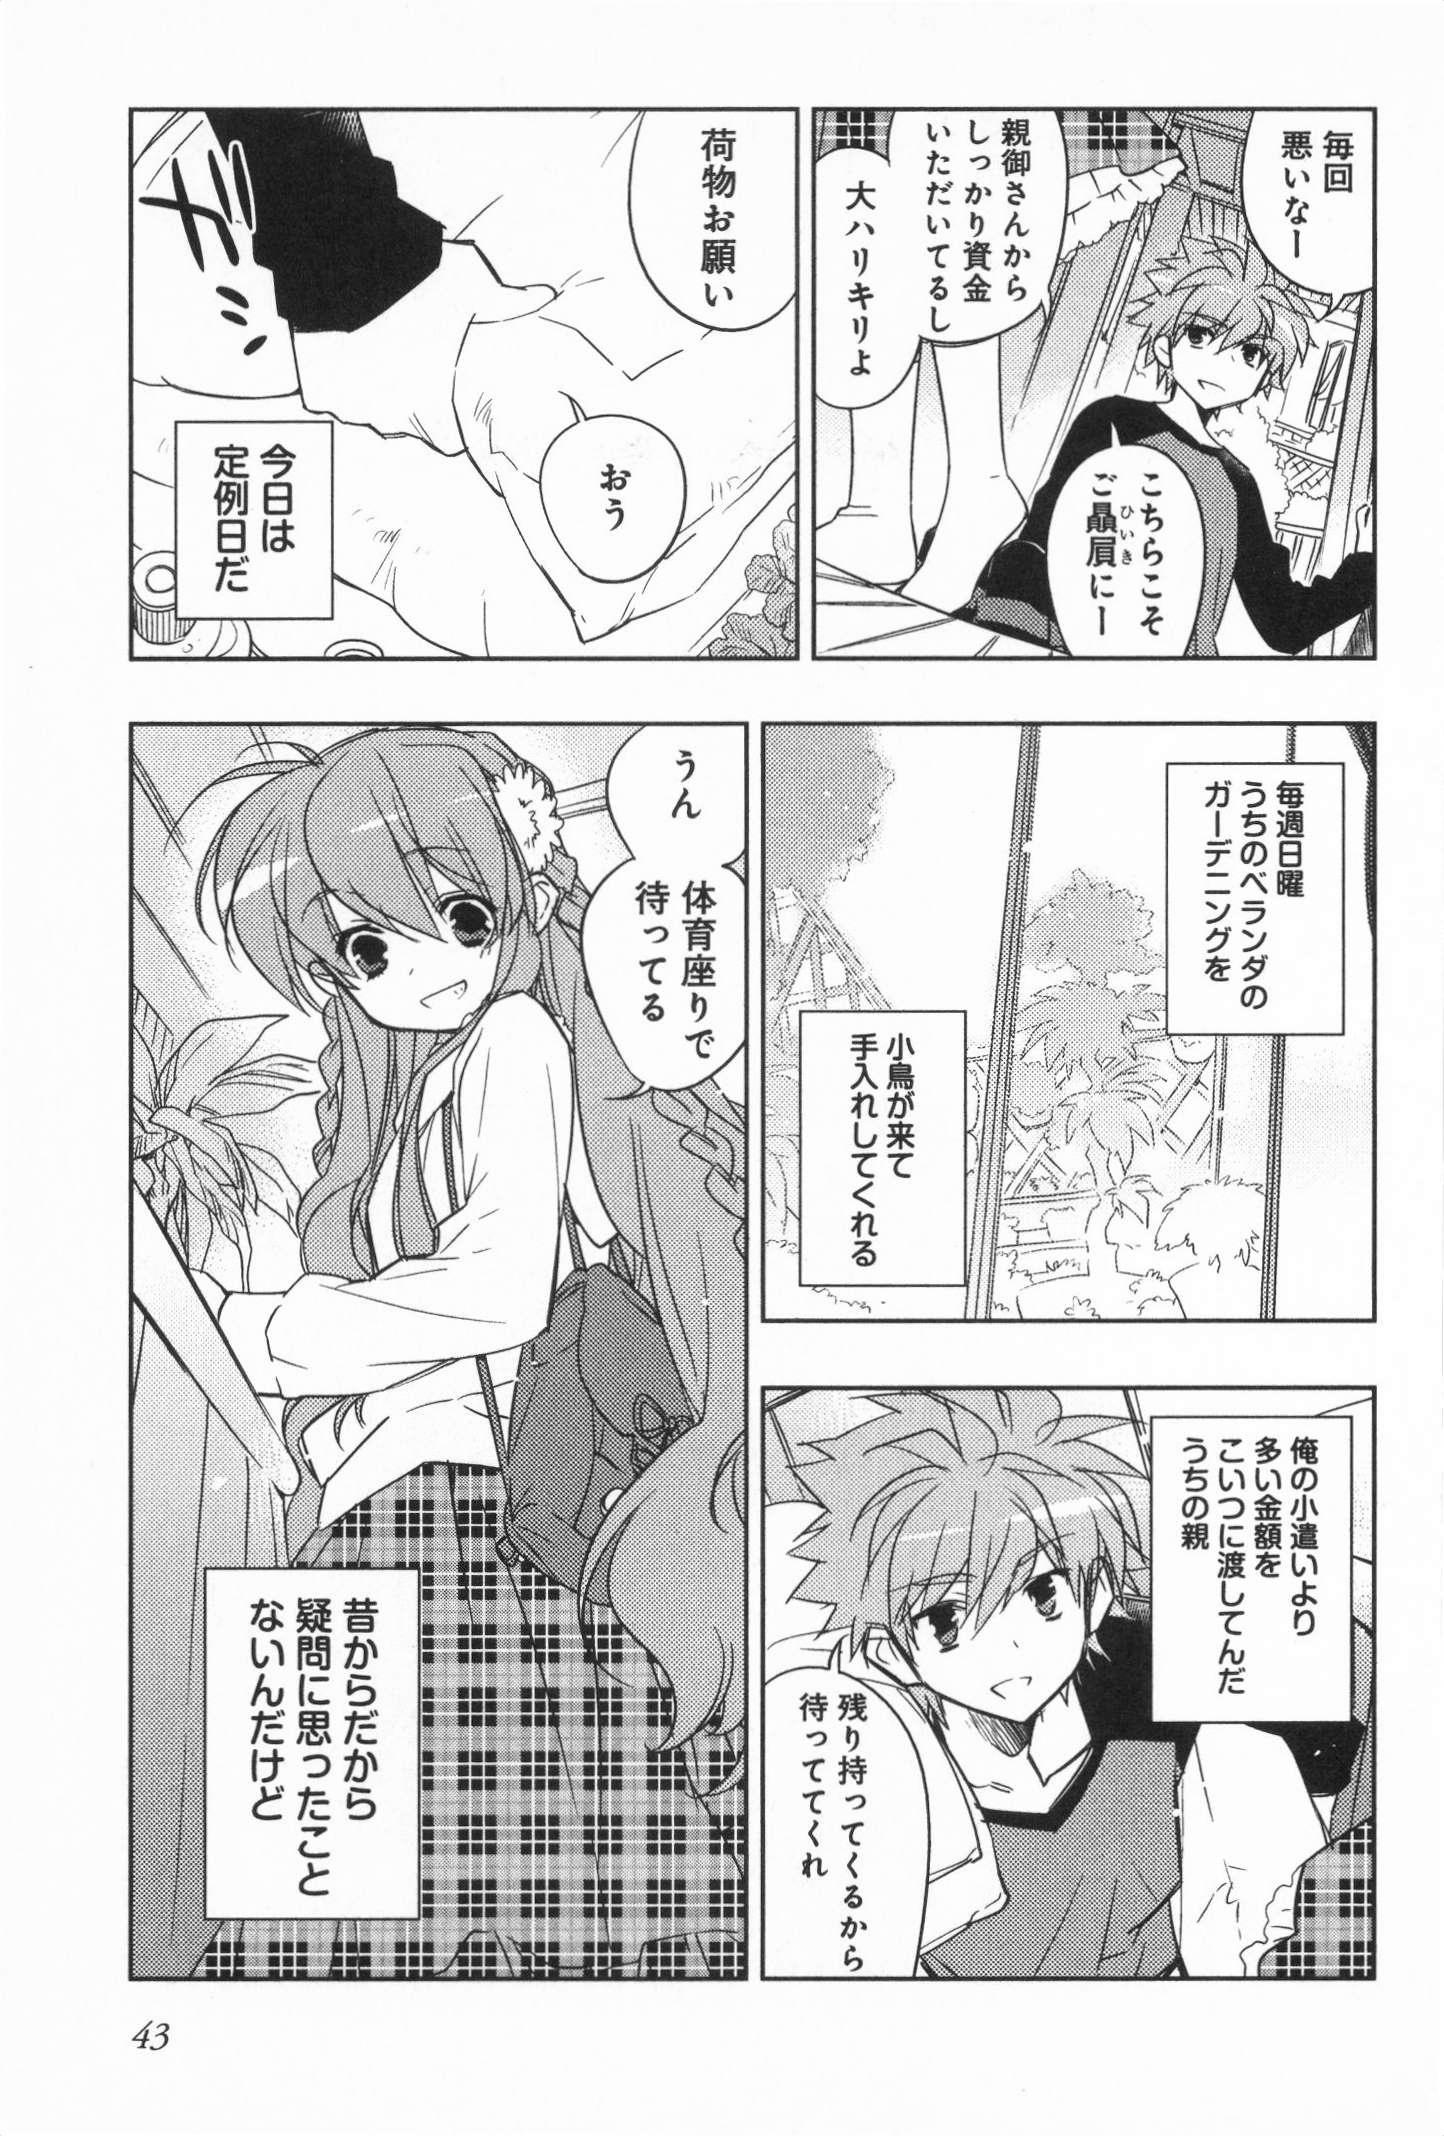 毎回
悪いなー
親御さんから
しっかり資金
いただいてるし
大ハリキリよ
こちらこそ
ご贔屓にー
ひいき
荷物お願い
おう
ガサ
今日は
定例日だ
毎週日曜
うちのベランダの
ガーデニングを
小鳥が来て
手入れしてくれる
俺の小遣いより
多い金額を
こいつに渡してんだ
うちの親
残り持ってくるから
待っててくれ
うん
体育座りで
待ってる
昔からだから
疑問に思ったこと
ないんだけど
43